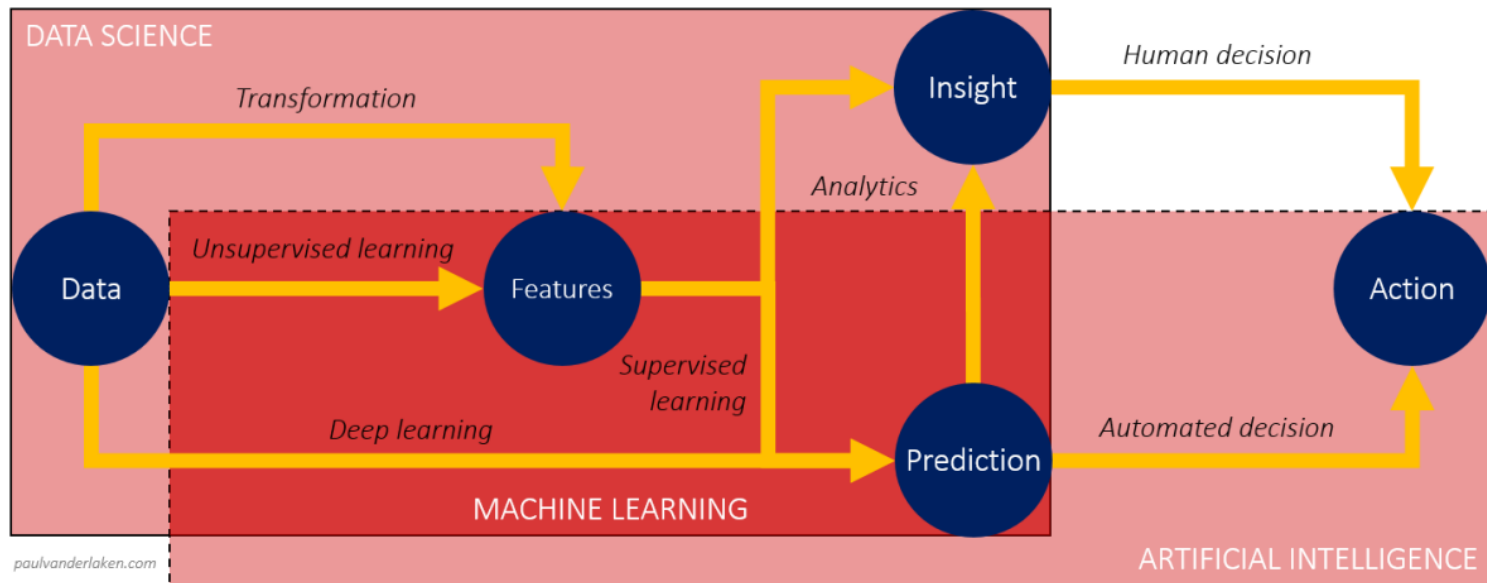 DATA SCIENCE
Transformation
Insight
Human decision
Analytics
Data
Unsupervised learning
Features
Action
Supervised
learning
Deep learning
Prediction
Automated decision
MACHINE LEARNING
paulvanderlaken.com
ARTIFICIAL INTELLIGENCE